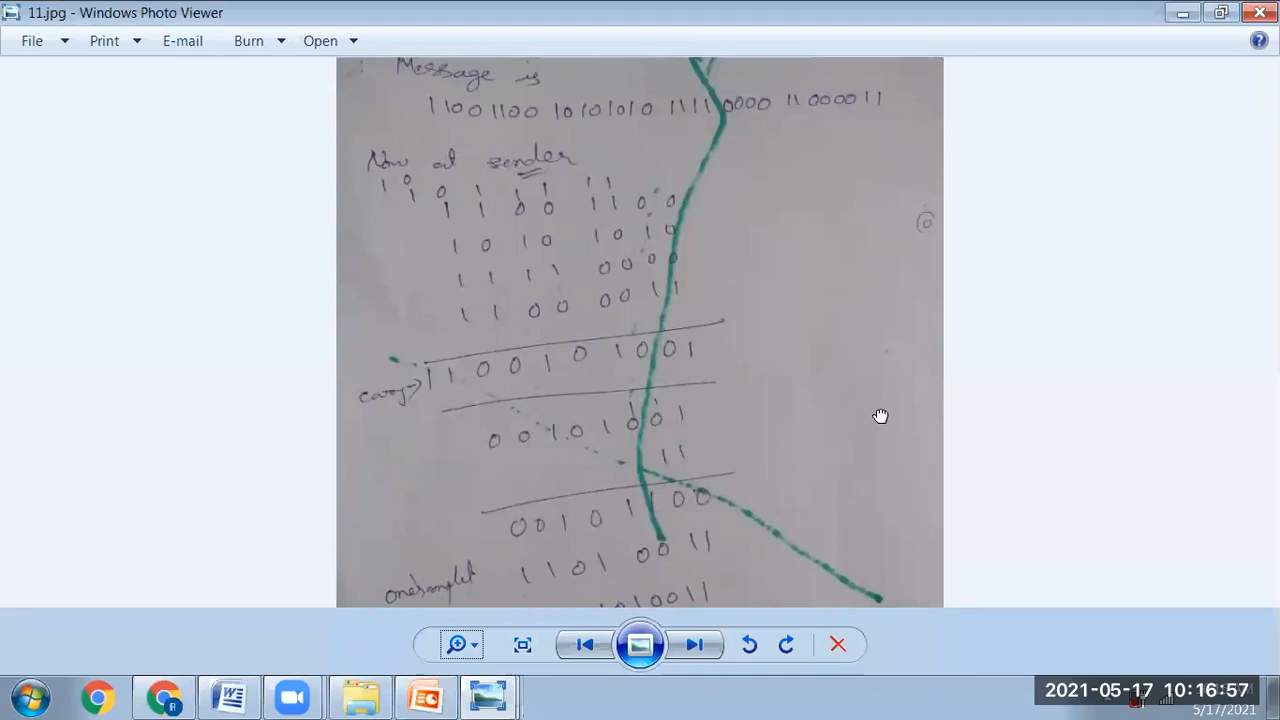 11.jpg - Windows Photo Viewer
File Print E-mail Burn Open
Message is
11001100 10101010 11110000 11000011
Now at sender
1 0 1 0 1 1 1 1 1
1 1 0 0 1 1 0 0
1 0 1 0 1 0 1 0
1 1 1 1 0 0 0 0
1 1 0 0 0 0 1 1
1 1 0 0 1 0 1 0 0 1
carry→
1 1
0 0 1 0 1 0 0 1
1 1
0 0 1 0 1 1 0 0
1 1 0 1 0 0 1 1
1010011
2021-05-17 10:16:57
5/17/2021